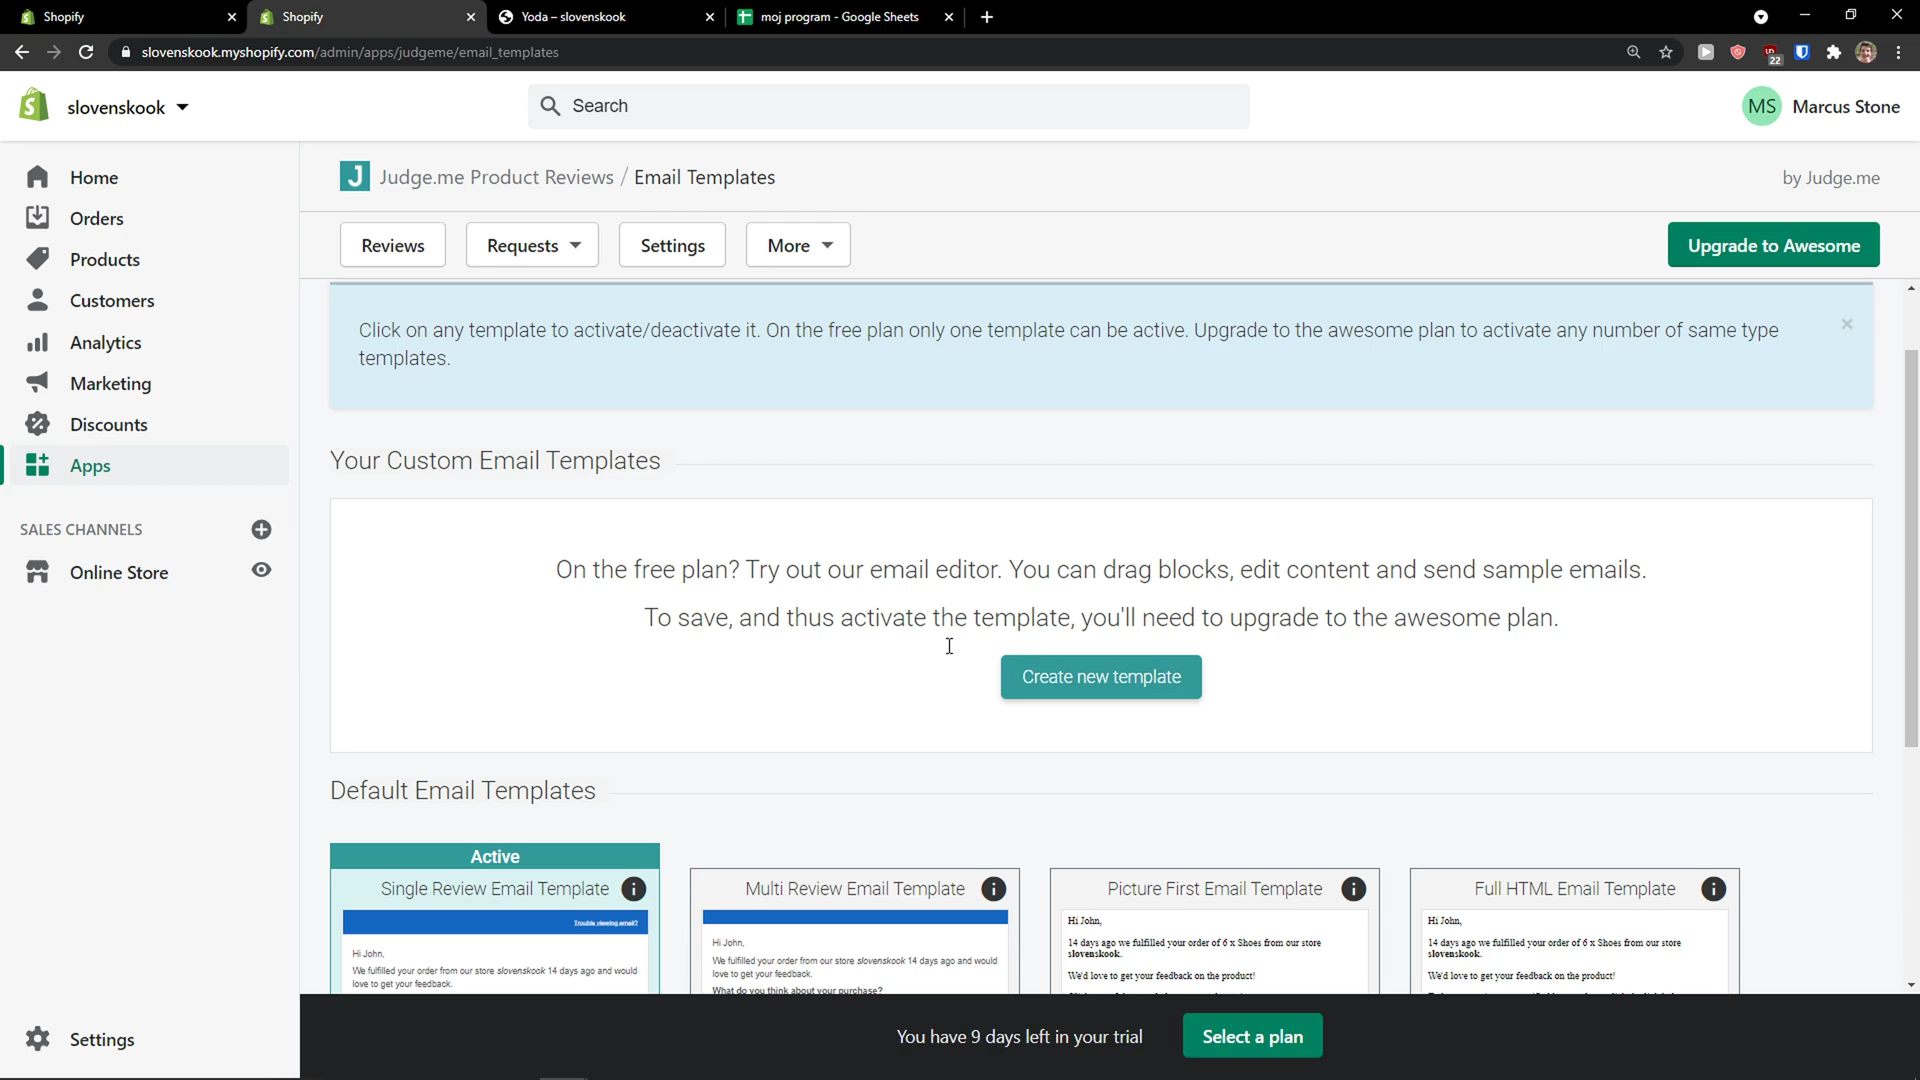 Shopify
Shopify
Yoda – slovenskook
moj program - Google Sheets
slovenskook.myshopify.com/admin/apps/judgeme/email_templates
22
slovenskook
Search
MS
Marcus Stone
Home
Orders
Products
Customers
Analytics
Marketing
Discounts
Apps
SALES CHANNELS
Online Store
Settings
J
Judge.me Product Reviews / Email Templates
by Judge.me
Reviews
Requests
Settings
More
Upgrade to Awesome
Click on any template to activate/deactivate it. On the free plan only one template can be active. Upgrade to the awesome plan to activate any number of same type
templates.
Your Custom Email Templates
On the free plan? Try out our email editor. You can drag blocks, edit content and send sample emails.
To save, and thus activate the template, you'll need to upgrade to the awesome plan.
Create new template
Default Email Templates
Active
Single Review Email Template
Trouble viewing email?
Hi John,
We fulfilled your order from our store slovenskook 14 days ago and would
love to get your feedback.
Multi Review Email Template
Hi John,
We fulfilled your order from our store slovenskook 14 days ago and would
love to get your feedback.
What do you think about your purchase?
Picture First Email Template
Hi John,
14 days ago we fulfilled your order of 6 x Shoes from our store
slovenskook.
We'd love to get your feedback on the product!
Full HTML Email Template
Hi John,
14 days ago we fulfilled your order of 6 x Shoes from our store
slovenskook.
We'd love to get your feedback on the product!
You have 9 days left in your trial
Select a plan